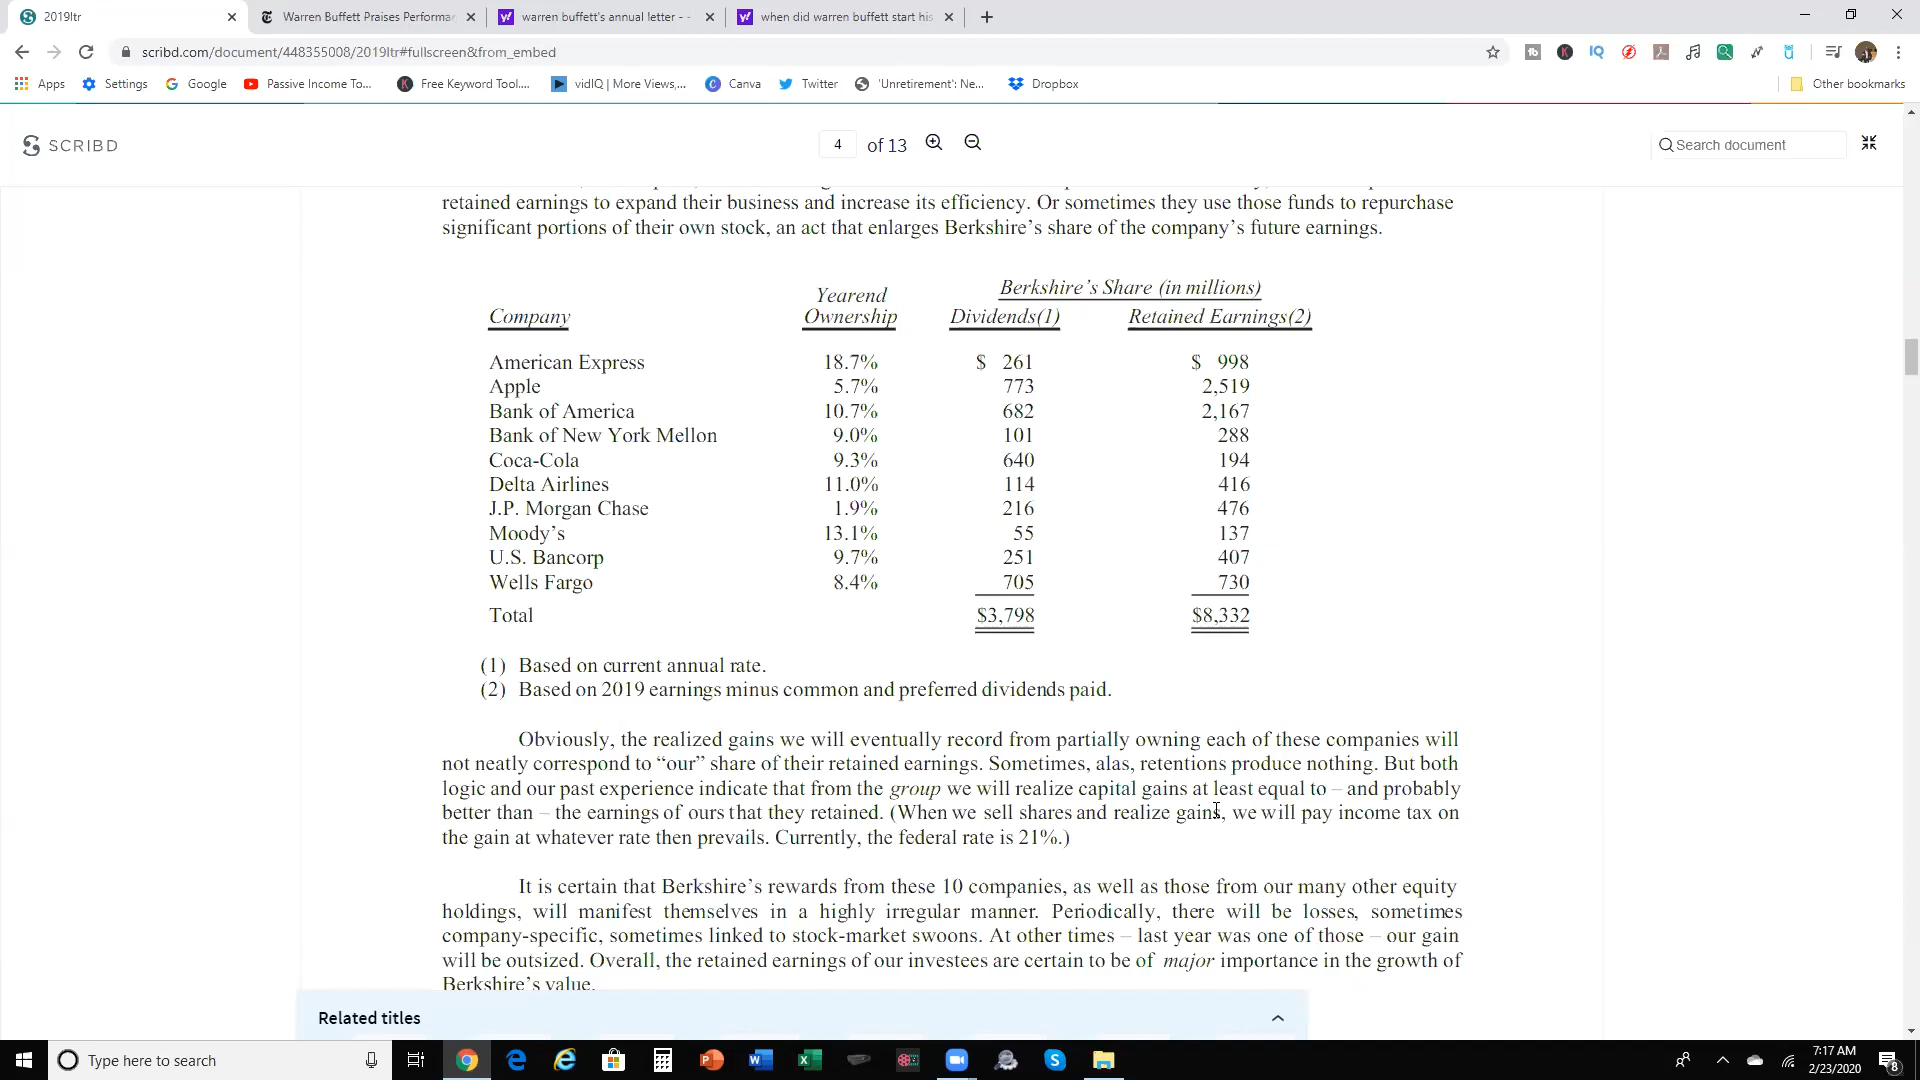 2019ltr
Warren Buffett Praises Performa
warren buffett's annual letter - -
when did warren buffett start his
scribd.com/document/448355008/2019ltr#fullscreen&from_embed
Apps Settings Google Passive Income To... Free Keyword Tool.... vidIQ | More Views,... Canva Twitter 'Unretirement': Ne... Dropbox Other bookmarks
SCRIBD 4 of 13 Search document
retained earnings to expand their business and increase its efficiency. Or sometimes they use those funds to repurchase
significant portions of their own stock, an act that enlarges Berkshire’s share of the company’s future earnings.
Yearend Berkshire’s Share (in millions)
Company Ownership Dividends(1) Retained Earnings(2)
American Express 18.7% $ 261 $ 998
Apple 5.7% 773 2,519
Bank of America 10.7% 682 2,167
Bank of New York Mellon 9.0% 101 288
Coca-Cola 9.3% 640 194
Delta Airlines 11.0% 114 416
J.P. Morgan Chase 1.9% 216 476
Moody’s 13.1% 55 137
U.S. Bancorp 9.7% 251 407
Wells Fargo 8.4% 705 730
Total $3,798 $8,332
(1) Based on current annual rate.
(2) Based on 2019 earnings minus common and preferred dividends paid.
Obviously, the realized gains we will eventually record from partially owning each of these companies will
not neatly correspond to “our” share of their retained earnings. Sometimes, alas, retentions produce nothing. But both
logic and our past experience indicate that from the group we will realize capital gains at least equal to – and probably
better than – the earnings of ours that they retained. (When we sell shares and realize gains, we will pay income tax on
the gain at whatever rate then prevails. Currently, the federal rate is 21%.)
It is certain that Berkshire’s rewards from these 10 companies, as well as those from our many other equity
holdings, will manifest themselves in a highly irregular manner. Periodically, there will be losses, sometimes
company-specific, sometimes linked to stock-market swoons. At other times – last year was one of those – our gain
will be outsized. Overall, the retained earnings of our investees are certain to be of major importance in the growth of
Berkshire’s value.
Related titles
Type here to search
7:17 AM
2/23/2020
8